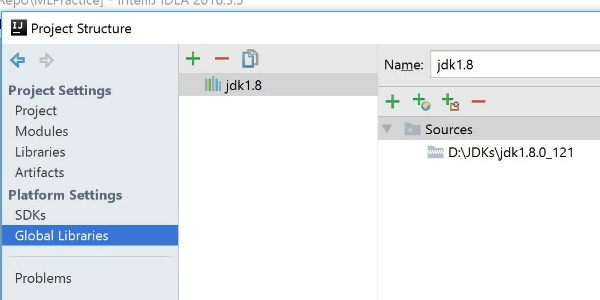 Repo\MLPractice] - IntelliJ IDEA 2016.3.3
IJ Project Structure
Project Settings
Project
Modules
Libraries
Artifacts
Platform Settings
SDKs
Global Libraries
Problems
jdk1.8
Name: jdk1.8
Sources
D:\JDKs\jdk1.8.0_121